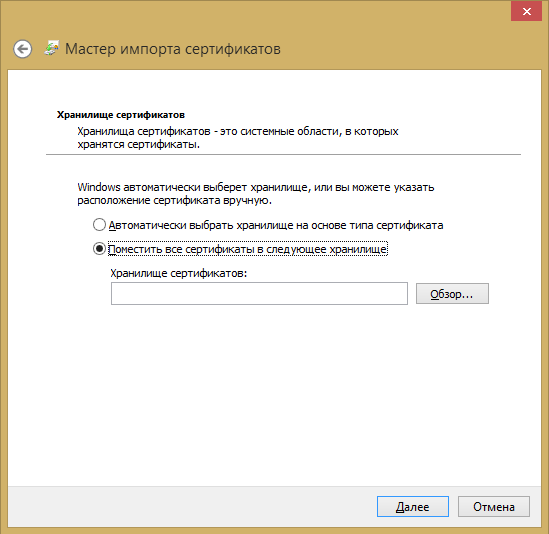 Мастер импорта сертификатов
Хранилище сертификатов
Хранилища сертификатов - это системные области, в которых
хранятся сертификаты.
Windows автоматически выберет хранилище, или вы можете указать
расположение сертификата вручную.
Автоматически выбрать хранилище на основе типа сертификата
Поместить все сертификаты в следующее хранилище
Хранилище сертификатов:
Обзор...
Далее
Отмена